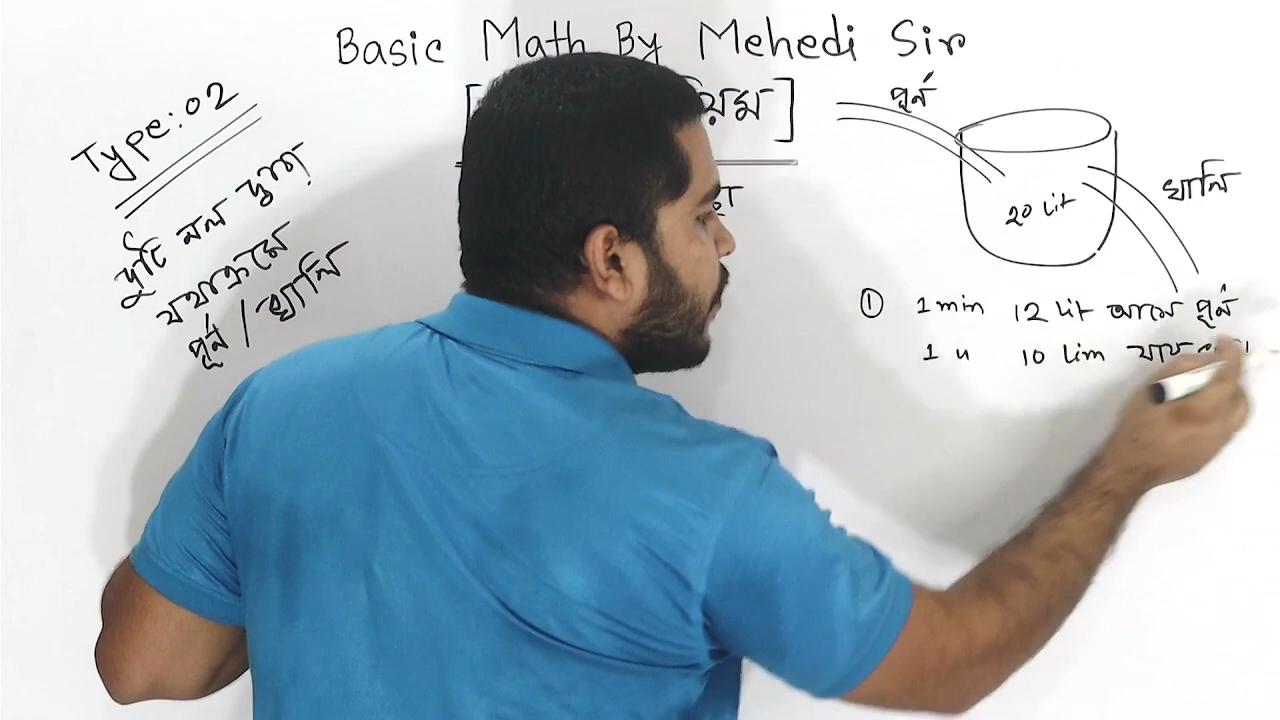 Basic Math By Mehedi Sir
Type: 02
দুটি নল দ্বারা
যথাক্রমে
পূর্ন / খালি
পূর্ন
20 Lit
খালি
① 1 min 12 Lit আসে পূর্ন
1 u 10 Lim যায়